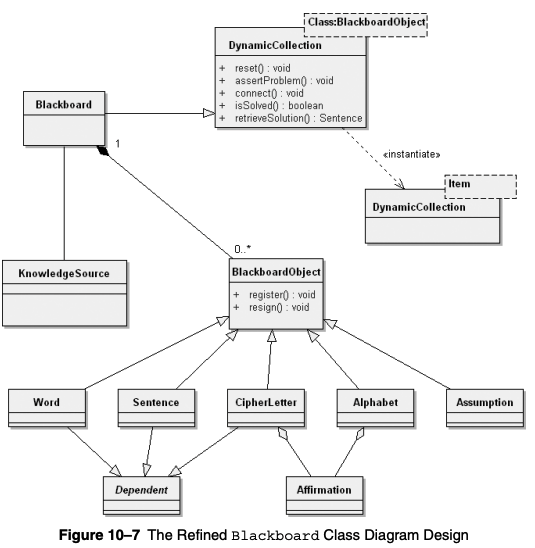 Class:BlackboardObject
DynamicCollection
+ reset() : void
+ assertProblem() : void
+ connect() : void
+ isSolved() : boolean
+ retrieveSolution() : Sentence
Blackboard
1
«instantiate»
Item
DynamicCollection
0..*
KnowledgeSource
BlackboardObject
+ register() : void
+ resign() : void
Word
Sentence
CipherLetter
Alphabet
Assumption
Dependent
Affirmation
Figure 10–7 The Refined Blackboard Class Diagram Design